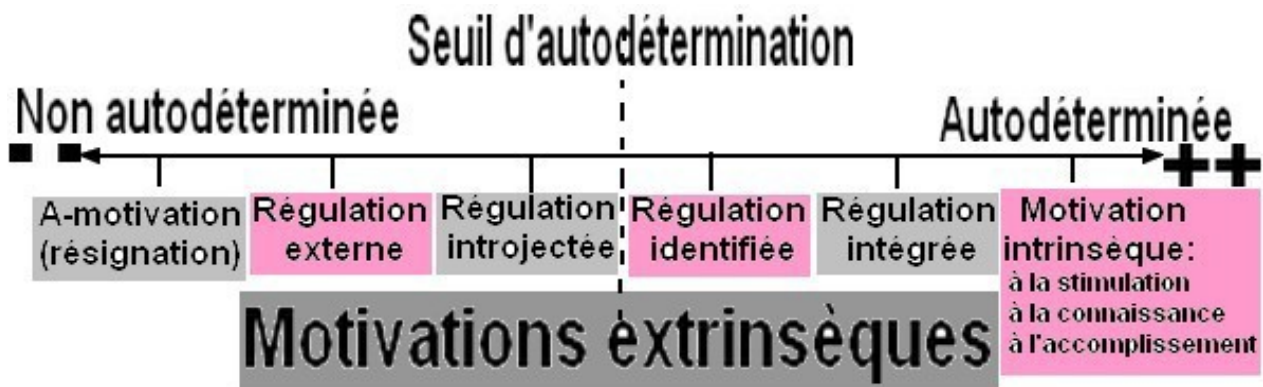 Seuil d'autodétermination
Non autodéterminée
Autodéterminée
- -
++
A-motivation
(résignation)
Régulation
externe
Régulation
introjectée
Régulation
identifiée
Régulation
intégrée
Motivation
intrinsèque:
à la stimulation
à la connaissance
à l'accomplissement
Motivations extrinsèques